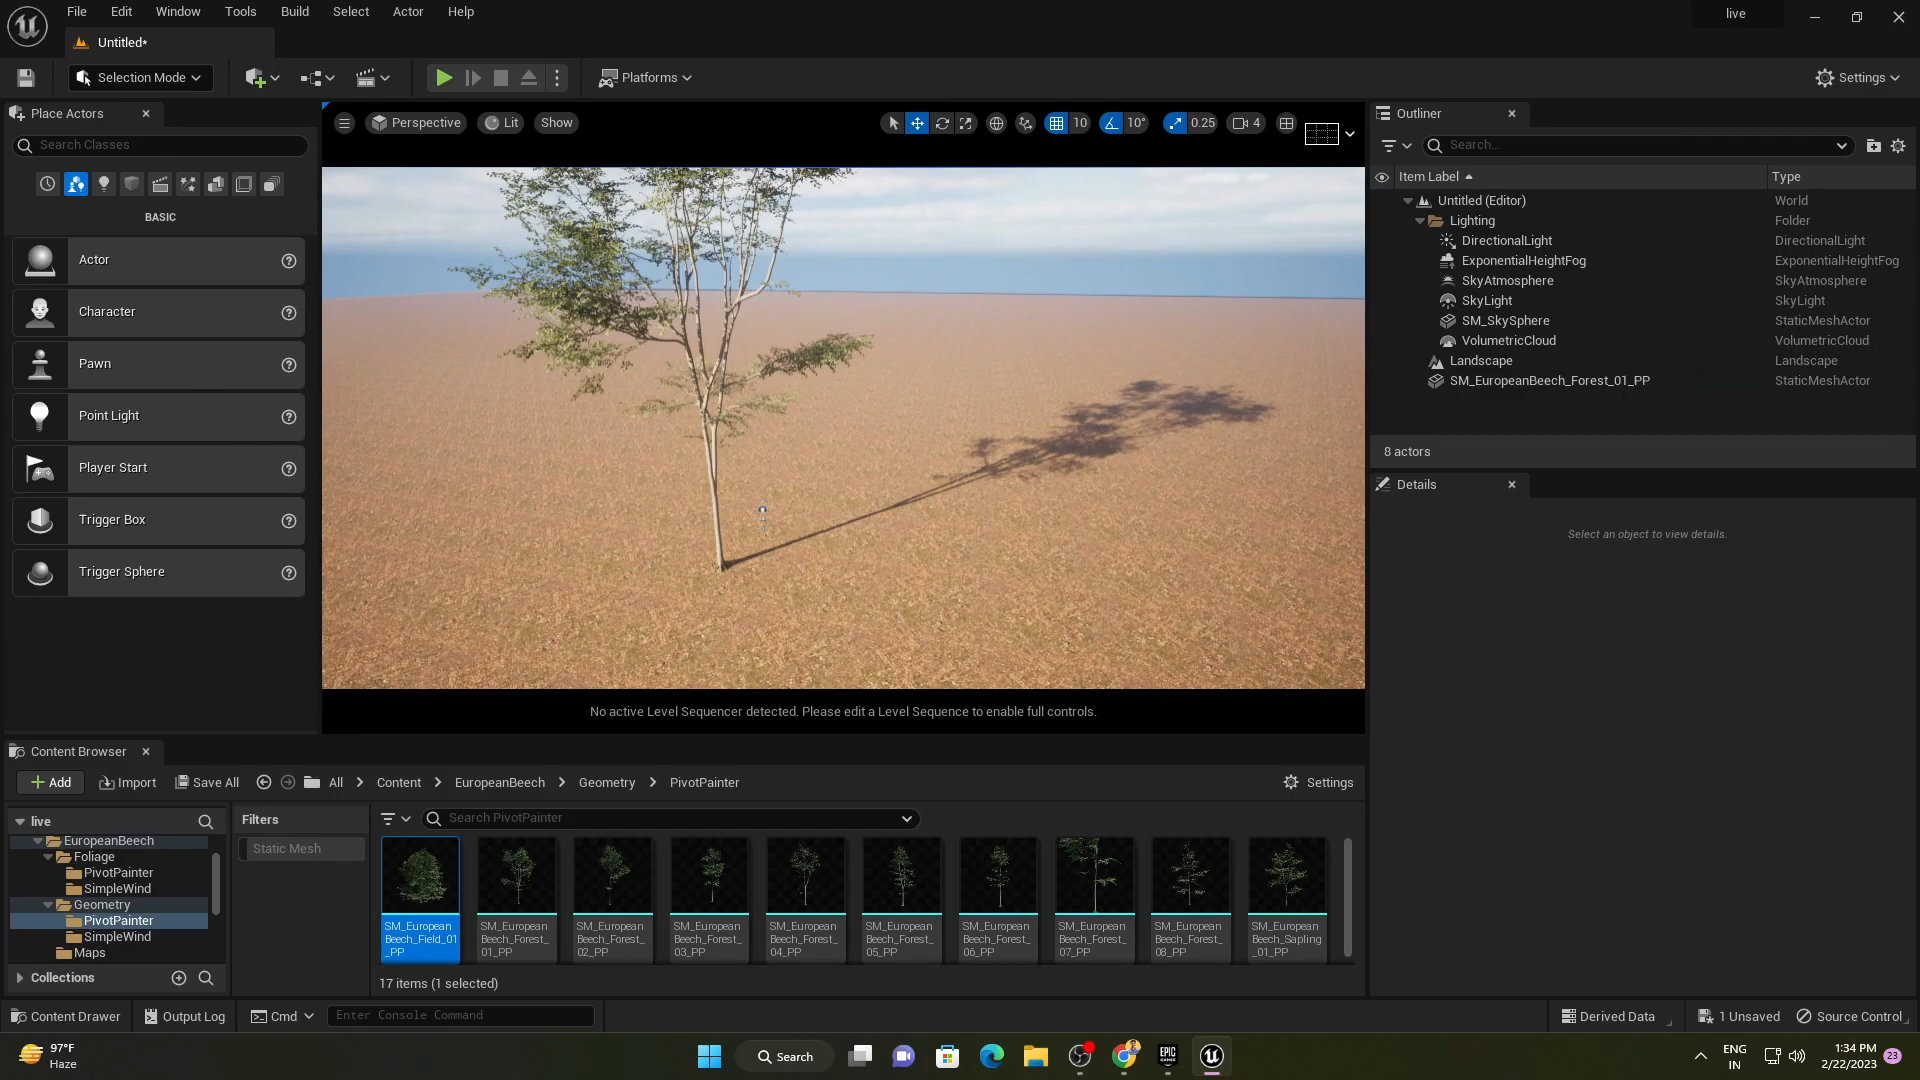 File Edit Window Tools Build Select Actor Help
live
Untitled*
Selection Mode
Platforms
Settings
Place Actors
Search Classes
BASIC
Actor
Character
Pawn
Point Light
Player Start
Trigger Box
Trigger Sphere
Perspective
Lit
Show
10
10°
0.25
4
No active Level Sequencer detected. Please edit a Level Sequence to enable full controls.
Outliner
Search...
Item Label Type
Untitled (Editor) World
Lighting Folder
DirectionalLight DirectionalLight
ExponentialHeightFog ExponentialHeightFog
SkyAtmosphere SkyAtmosphere
SkyLight SkyLight
SM_SkySphere StaticMeshActor
VolumetricCloud VolumetricCloud
Landscape Landscape
SM_EuropeanBeech_Forest_01_PP StaticMeshActor
8 actors
Details
Select an object to view details.
Content Browser
Add
Import
Save All
All
Content
EuropeanBeech
Geometry
PivotPainter
Settings
live
EuropeanBeech
Foliage
PivotPainter
SimpleWind
Geometry
PivotPainter
SimpleWind
Maps
Collections
Filters
Static Mesh
Search PivotPainter
SM_European
Beech_Field_01
_PP
SM_European
Beech_Forest_
01_PP
SM_European
Beech_Forest_
02_PP
SM_European
Beech_Forest_
03_PP
SM_European
Beech_Forest_
04_PP
SM_European
Beech_Forest_
05_PP
SM_European
Beech_Forest_
06_PP
SM_European
Beech_Forest_
07_PP
SM_European
Beech_Forest_
08_PP
SM_European
Beech_Sapling
_01_PP
17 items (1 selected)
Content Drawer
Output Log
Cmd
Enter Console Command
Derived Data
1 Unsaved
Source Control
97°F
Haze
Search
EPIC
GAMES
ENG
IN
1:34 PM
2/22/2023
23